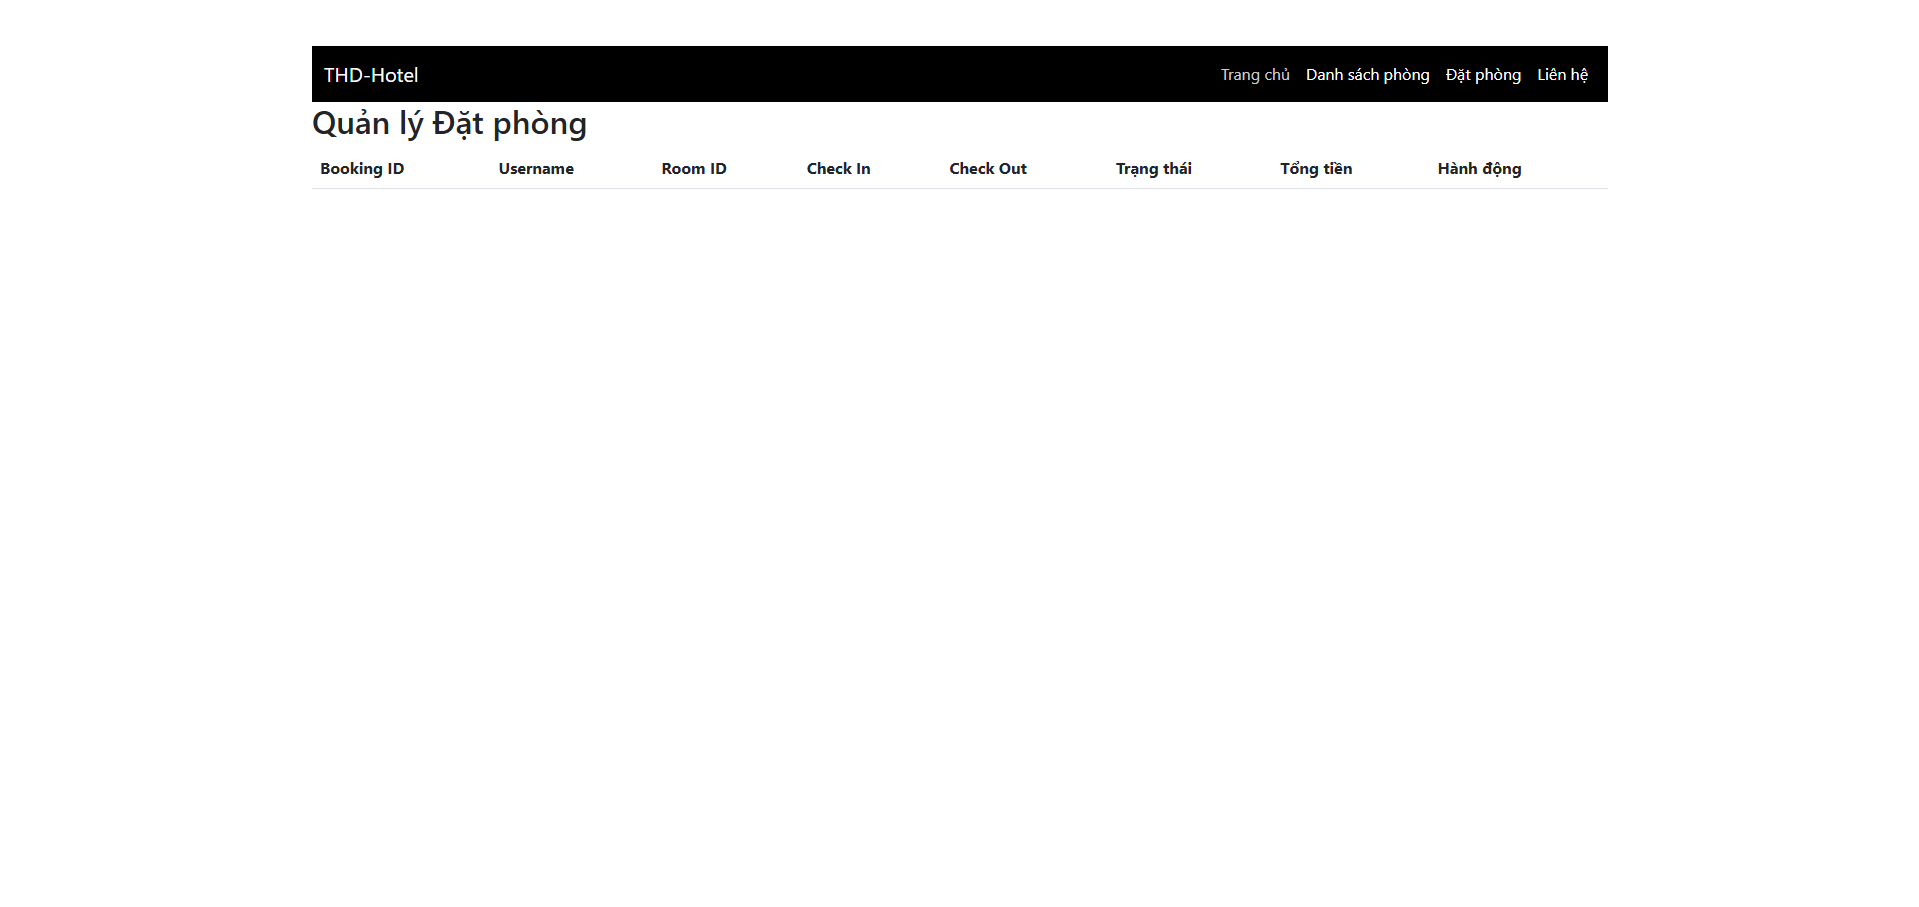 THD-Hotel Trang chủ Danh sách phòng Đặt phòng Liên hệ
Quản lý Đặt phòng
Booking ID Username Room ID Check In Check Out Trạng thái Tổng tiền Hành động